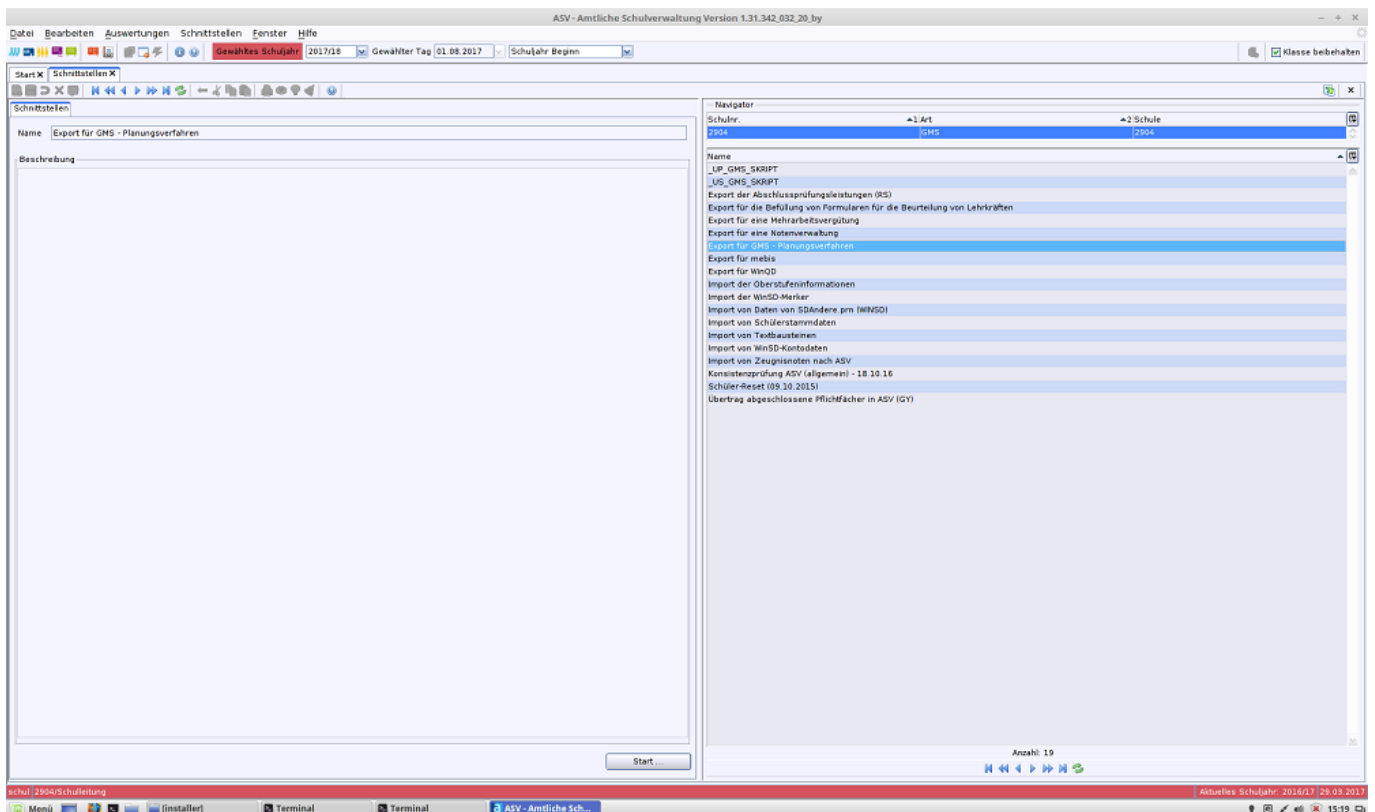 ASV - Amtliche Schulverwaltung Version 1.31.342_032_20_by
Datei Bearbeiten Auswertungen Schnittstellen Fenster Hilfe
Gewähltes Schuljahr 2017/18 Gewählter Tag 01.08.2017 Schuljahr Beginn Klasse beibehalten
Start X Schnittstellen X
Schnittstellen
Name Export für GMS - Planungsverfahren
Beschreibung
Start ...
Navigator
Schulnr. 1 Art 2 Schule
2904 GMS 2904
Name
_UP_GMS_SKRIPT
_US_GMS_SKRIPT
Export der Abschlussprüfungsleistungen (RS)
Export für die Befüllung von Formularen für die Beurteilung von Lehrkräften
Export für eine Mehrarbeitsvergütung
Export für eine Notenverwaltung
Export für GMS - Planungsverfahren
Export für mebis
Export für WinQD
Import der Oberstufeninformationen
Import der WinSD-Merker
Import von Daten von SDAndere.prn (WINSD)
Import von Schülerstammdaten
Import von Textbausteinen
Import von WinSD-Kontodaten
Import von Zeugnisnoten nach ASV
Konsistenzprüfung ASV (allgemein) - 18.10.16
Schüler-Reset (09.10.2015)
Übertrag abgeschlossene Pflichtfächer in ASV (GY)
Anzahl: 19
schul 2904/Schulleitung Aktuelles Schuljahr: 2016/17 29.03.2017
Menü [installer] Terminal Terminal ASV - Amtliche Sch... 15:19